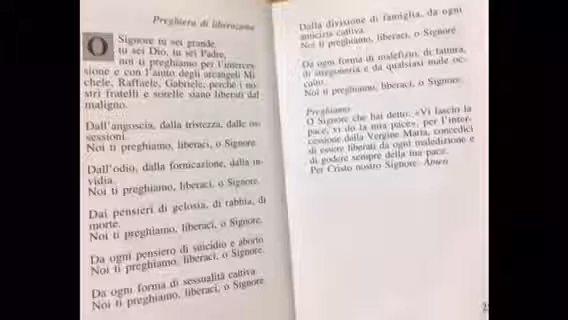 Preghiera di liberazione
O Signore tu sei grande,
tu sei Dio, tu sei Padre,
noi ti preghiamo per l'interces-
sione e con l'aiuto degli arcangeli Mi-
chele, Raffaele, Gabriele, perché i no-
stri fratelli e sorelle siano liberati dal
maligno.
Dall'angoscia, dalla tristezza, dalle os-
sessioni.
Noi ti preghiamo, liberaci, o Signore.
Dall'odio, dalla fornicazione, dalla in-
vidia.
Noi ti preghiamo, liberaci, o Signore.
Dai pensieri di gelosia, di rabbia, di
morte.
Noi ti preghiamo, liberaci, o Signore.
Da ogni pensiero di suicidio e aborto
Noi ti preghiamo, liberaci, o Signore.
Da ogni forma di sessualità cattiva.
Noi ti preghiamo, liberaci, o Signore.
Dalla divisione di famiglia, da ogni
amicizia cattiva.
Noi ti preghiamo, liberaci, o Signore.
Da ogni forma di maleficio, di fattura,
di stregoneria e da qualsiasi male oc-
culto.
Noi ti preghiamo, liberaci, o Signore.
Preghiamo
O Signore che hai detto: «Vi lascio la
pace, vi do la mia pace», per l'inter-
cessione della Vergine Maria, concedici
di essere liberati da ogni maledizione e
di godere sempre della tua pace.
Per Cristo nostro Signore. Amen